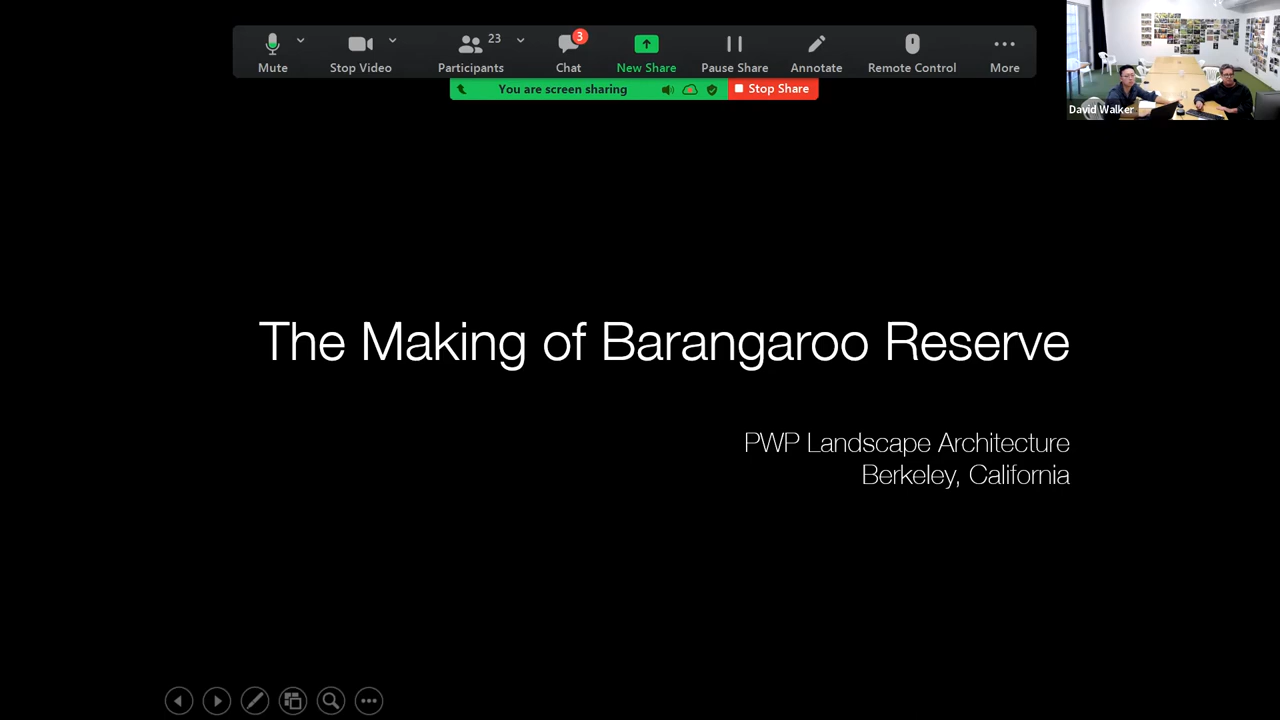 Mute
Stop Video
Participants
23
Chat
3
New Share
Pause Share
Annotate
Remote Control
More
You are screen sharing
Stop Share
David Walker
The Making of Barangaroo Reserve
PWP Landscape Architecture
Berkeley, California